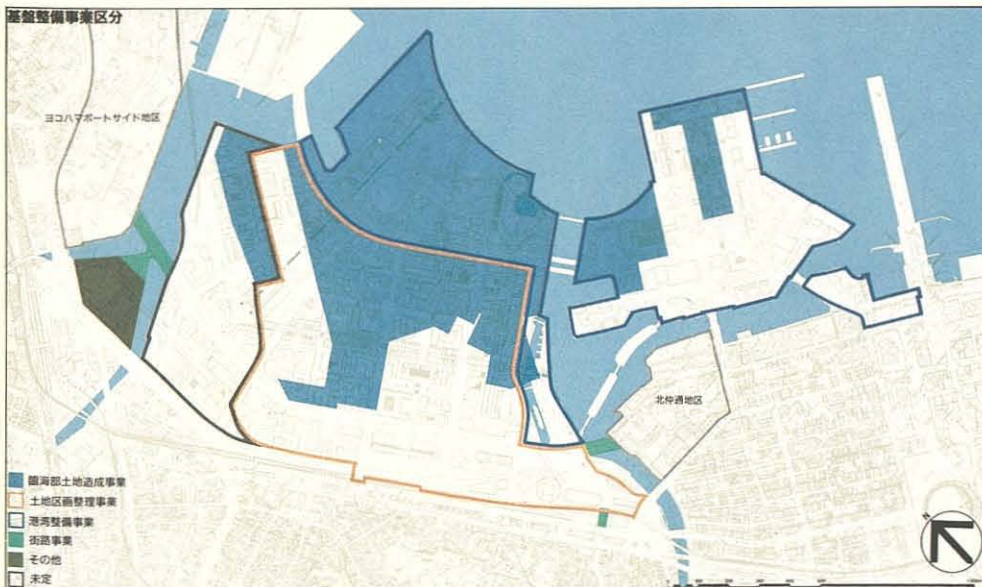 基盤整備事業区分
ヨコハマポートサイド地区
北仲通地区
臨海部土地造成事業
土地区画整理事業
港湾整備事業
街路事業
その他
未定
N